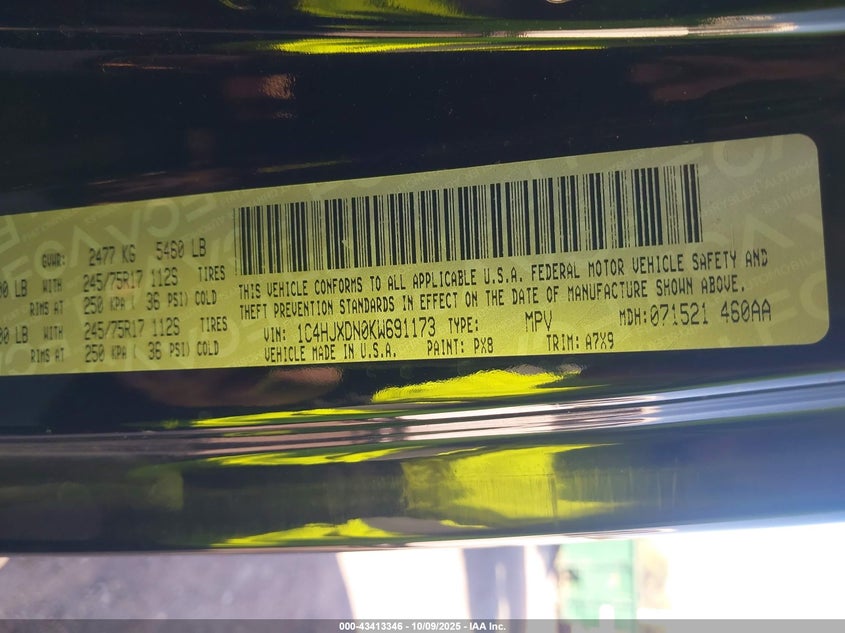 GVWR: 2477 KG 5460 LB
00 LB WITH 245/75R17 112S TIRES
RIMS AT 250 KPA ( 36 PSI) COLD
00 LB WITH 245/75R17 112S TIRES
RIMS AT 250 KPA ( 36 PSI) COLD
THIS VEHICLE CONFORMS TO ALL APPLICABLE U.S.A. FEDERAL MOTOR VEHICLE SAFETY AND
THEFT PREVENTION STANDARDS IN EFFECT ON THE DATE OF MANUFACTURE SHOWN ABOVE.
VIN: 1C4HJXDN0KW691173 TYPE: MPV MDH:071521 460AA
VEHICLE MADE IN U.S.A. PAINT: PX8 TRIM: A7X9
000-43413346 - 10/09/2025 - IAA Inc.